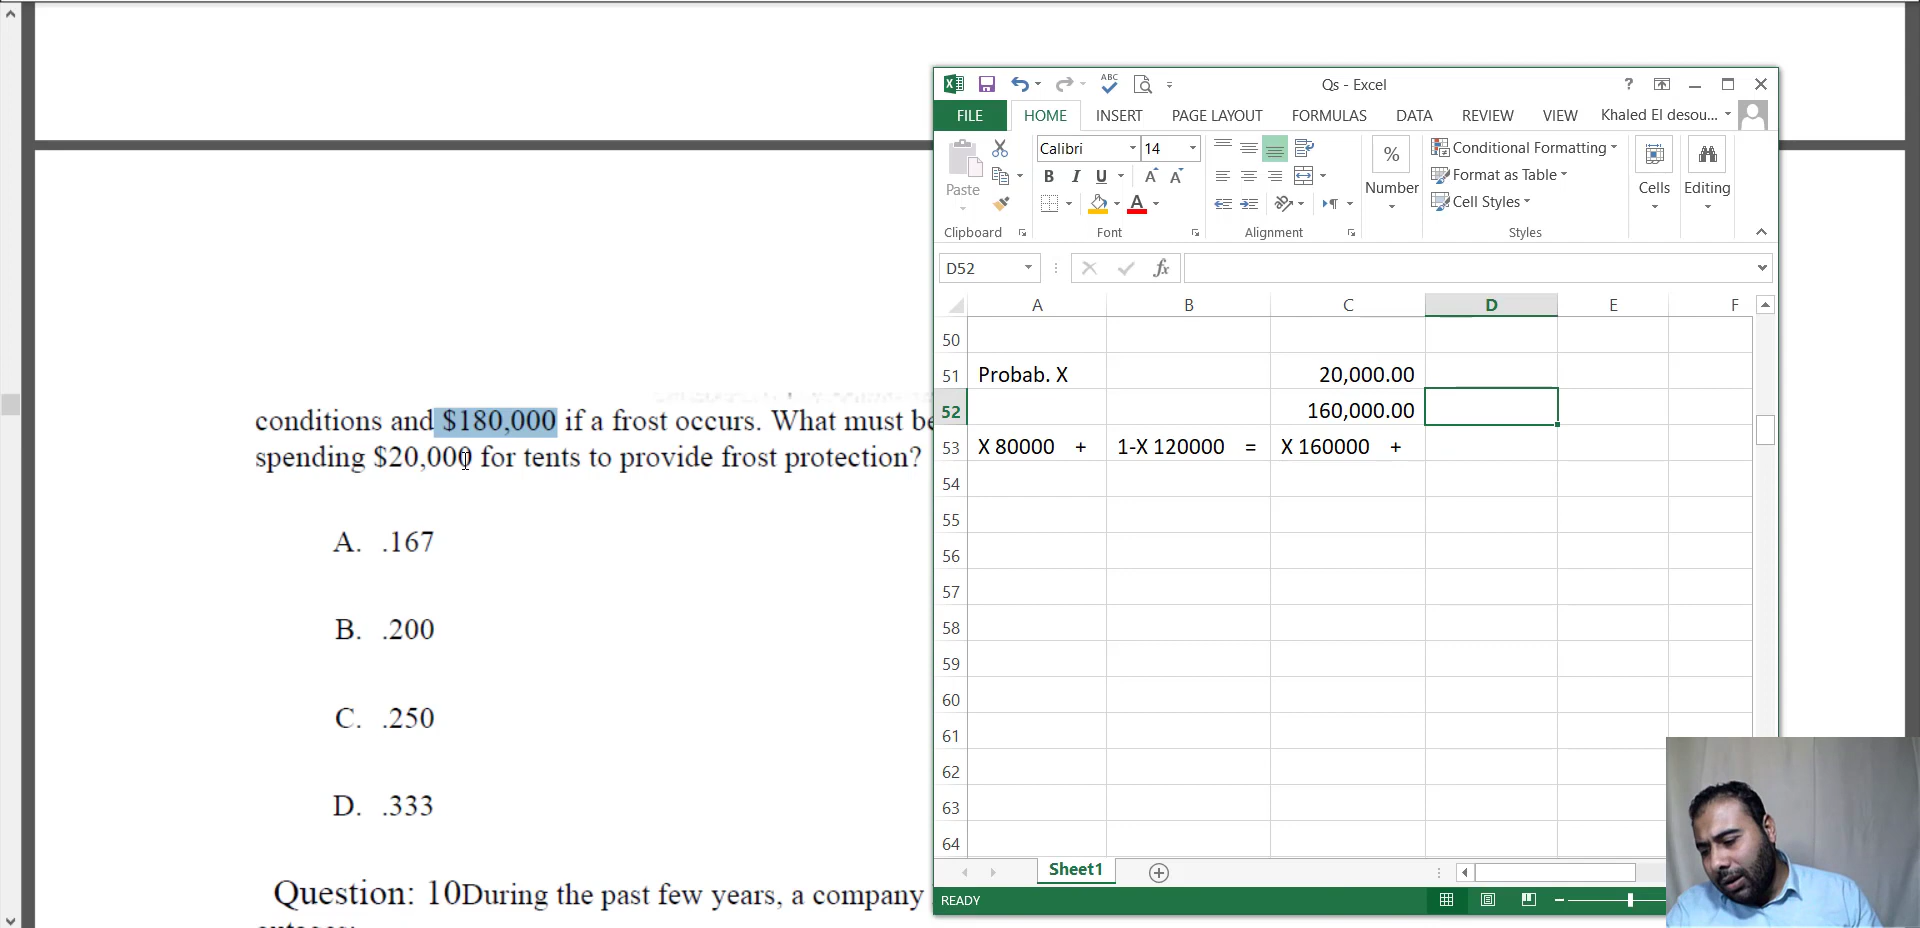 conditions and $180,000 if a frost occurs. What must be
spending $20,000 for tents to provide frost protection?
A. .167
B. .200
C. .250
D. .333
Question: 10During the past few years, a company
Qs - Excel
?
FILE HOME INSERT PAGE LAYOUT FORMULAS DATA REVIEW VIEW Khaled El desou...
Paste
Clipboard
Calibri 14
B I U
Font
Alignment
%
Number
Conditional Formatting
Format as Table
Cell Styles
Styles
Cells
Editing
D52
fx
A B C D E F
50
51 Probab. X 20,000.00
52 160,000.00
53 X 80000 + 1-X 120000 = X 160000 +
54
55
56
57
58
59
60
61
62
63
64
Sheet1
READY